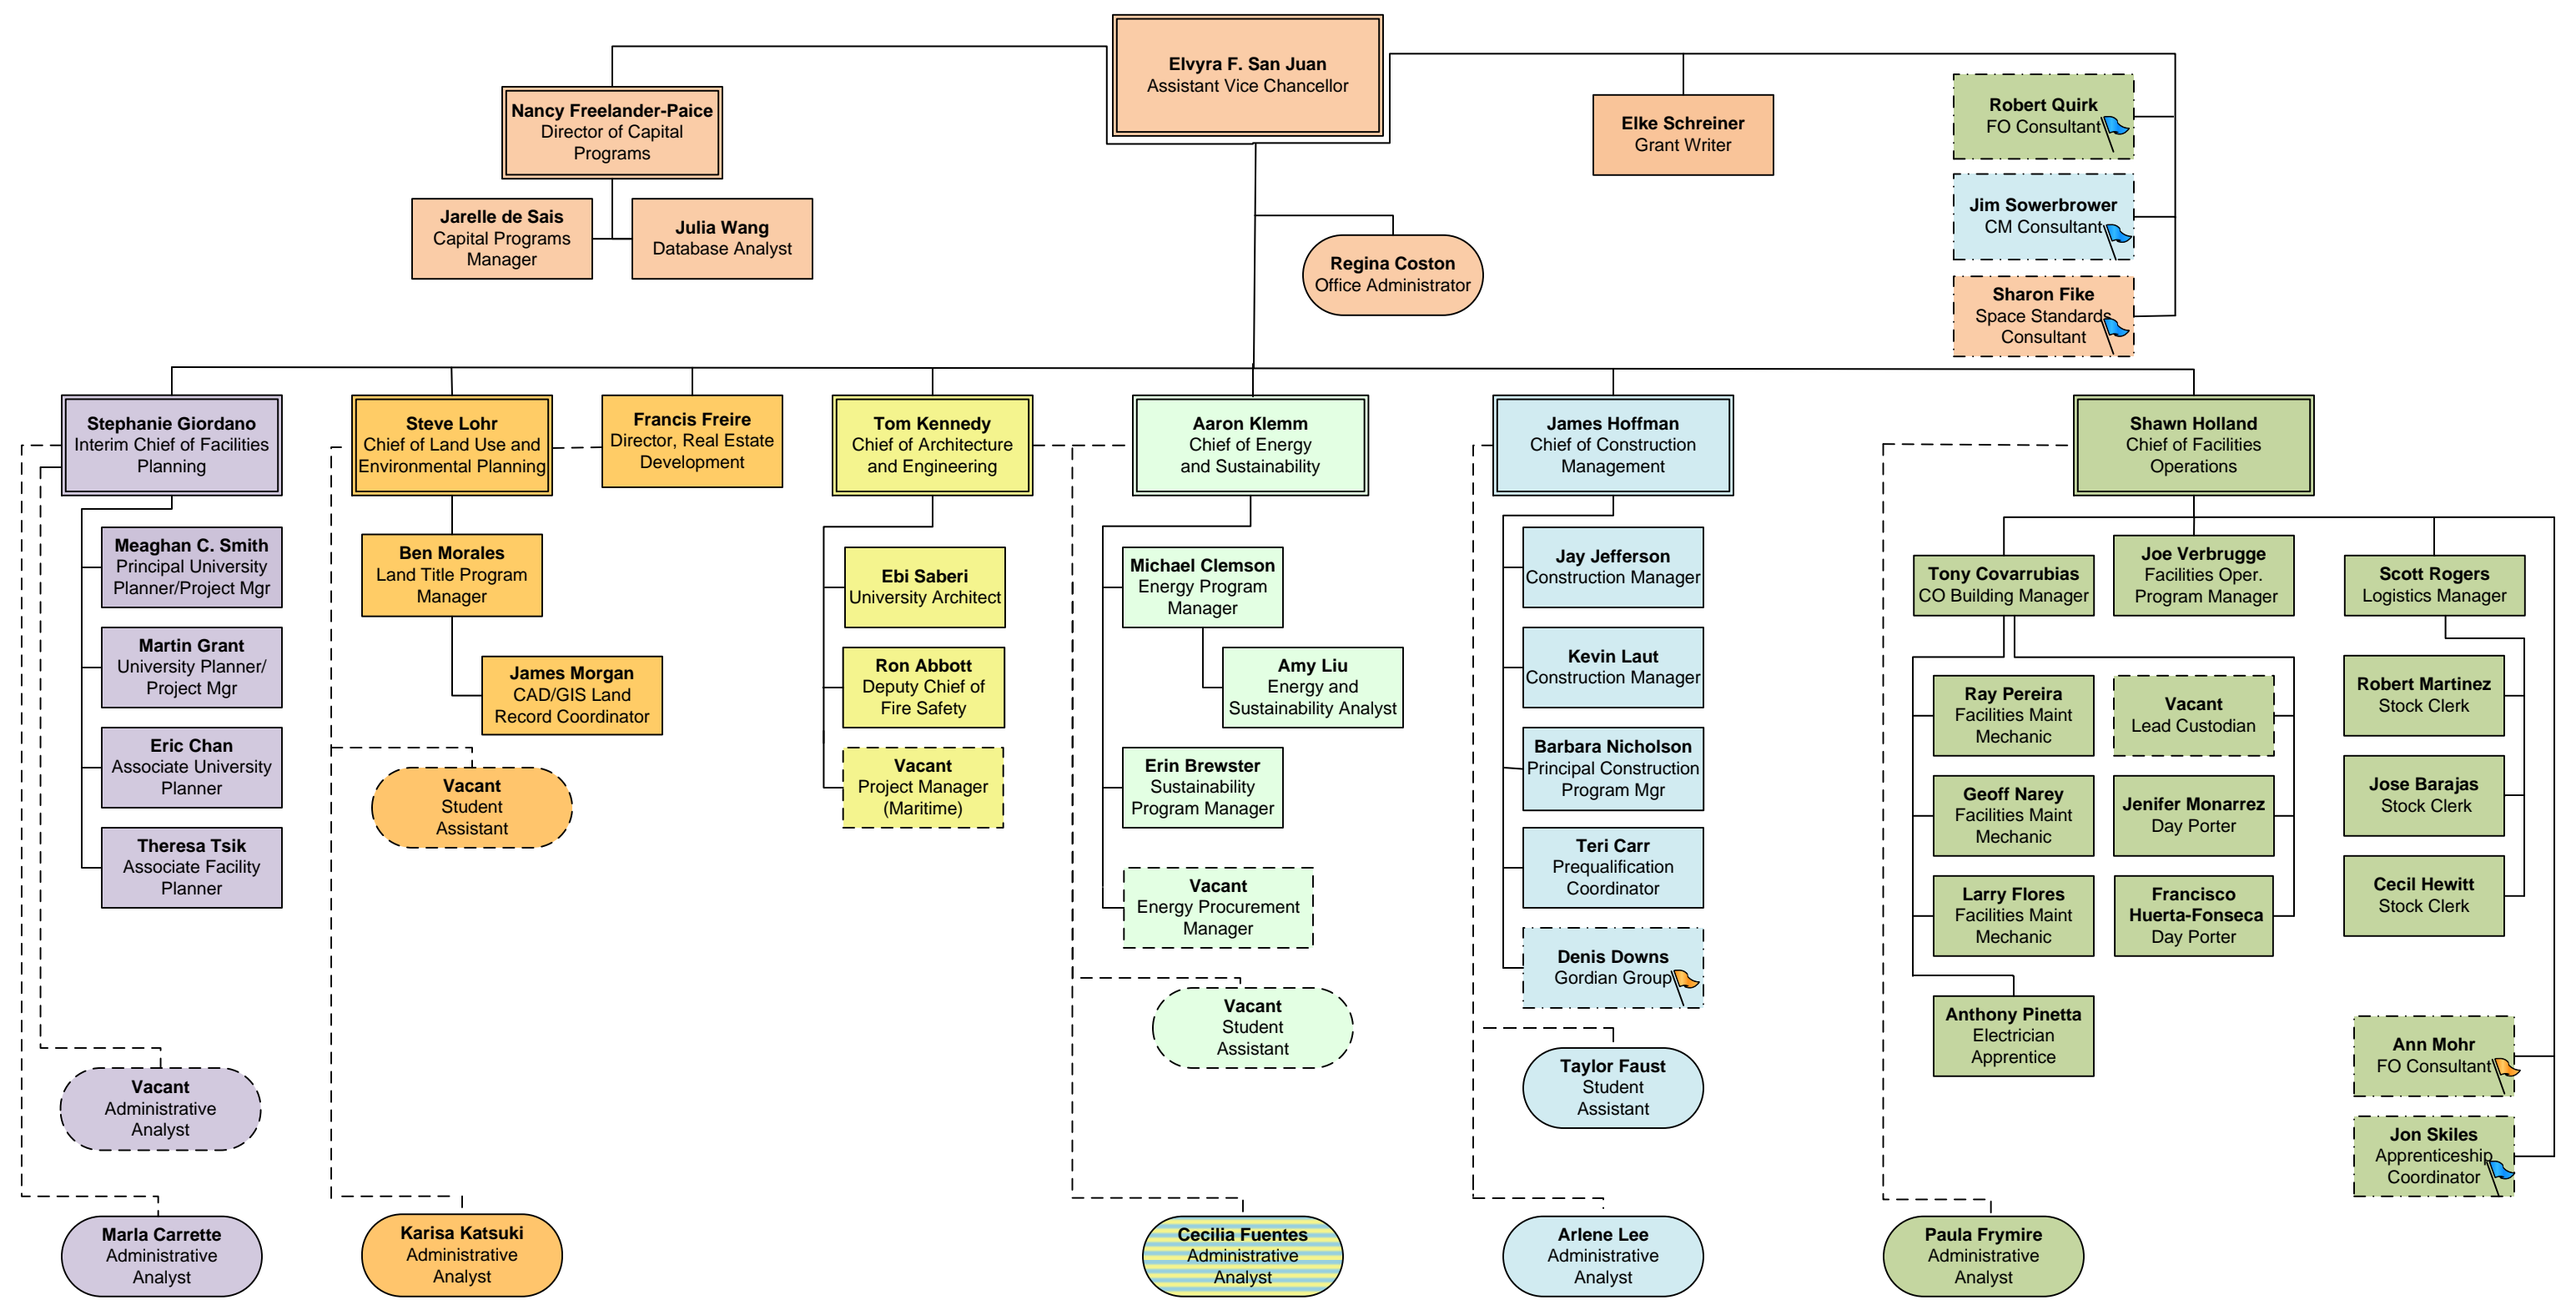 Elvyra F. San Juan
Assistant Vice Chancellor
Nancy Freelander-Paice
Director of Capital
Programs
Elke Schreiner
Grant Writer
Robert Quirk
FO Consultant
Jarelle de Sais
Capital Programs
Manager
Julia Wang
Database Analyst
Jim Sowerbrower
CM Consultant
Regina Coston
Office Administrator
Sharon Fike
Space Standards
Consultant
Stephanie Giordano
Interim Chief of Facilities
Planning
Steve Lohr
Chief of Land Use and
Environmental Planning
Francis Freire
Director, Real Estate
Development
Tom Kennedy
Chief of Architecture
and Engineering
Aaron Klemm
Chief of Energy
and Sustainability
James Hoffman
Chief of Construction
Management
Shawn Holland
Chief of Facilities
Operations
Meaghan C. Smith
Principal University
Planner/Project Mgr
Martin Grant
University Planner/
Project Mgr
Eric Chan
Associate University
Planner
Theresa Tsik
Associate Facility
Planner
Vacant
Administrative
Analyst
Marla Carrette
Administrative
Analyst
Ben Morales
Land Title Program
Manager
James Morgan
CAD/GIS Land
Record Coordinator
Vacant
Student
Assistant
Karisa Katsuki
Administrative
Analyst
Ebi Saberi
University Architect
Ron Abbott
Deputy Chief of
Fire Safety
Vacant
Project Manager
(Maritime)
Michael Clemson
Energy Program
Manager
Amy Liu
Energy and
Sustainability Analyst
Erin Brewster
Sustainability
Program Manager
Vacant
Energy Procurement
Manager
Vacant
Student
Assistant
Cecilia Fuentes
Administrative
Analyst
Jay Jefferson
Construction Manager
Kevin Laut
Construction Manager
Barbara Nicholson
Principal Construction
Program Mgr
Teri Carr
Prequalification
Coordinator
Denis Downs
Gordian Group
Taylor Faust
Student
Assistant
Arlene Lee
Administrative
Analyst
Tony Covarrubias
CO Building Manager
Joe Verbrugge
Facilities Oper.
Program Manager
Scott Rogers
Logistics Manager
Ray Pereira
Facilities Maint
Mechanic
Vacant
Lead Custodian
Robert Martinez
Stock Clerk
Geoff Narey
Facilities Maint
Mechanic
Jenifer Monarrez
Day Porter
Jose Barajas
Stock Clerk
Larry Flores
Facilities Maint
Mechanic
Francisco
Huerta-Fonseca
Day Porter
Cecil Hewitt
Stock Clerk
Anthony Pinetta
Electrician
Apprentice
Ann Mohr
FO Consultant
Jon Skiles
Apprenticeship
Coordinator
Paula Frymire
Administrative
Analyst